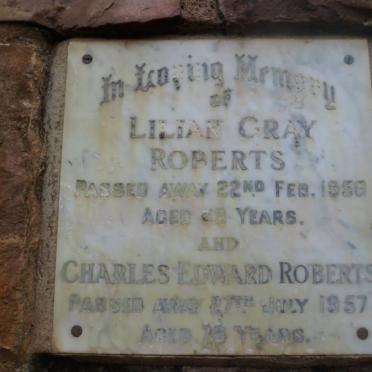 In Loving Memory
of
LILIAN GRAY
ROBERTS
PASSED AWAY 22ND FEB. 1956
AGED YEARS.
AND
CHARLES EDWARD ROBERTS
PASSED AWAY 27TH JULY 1957
AGED YEARS.